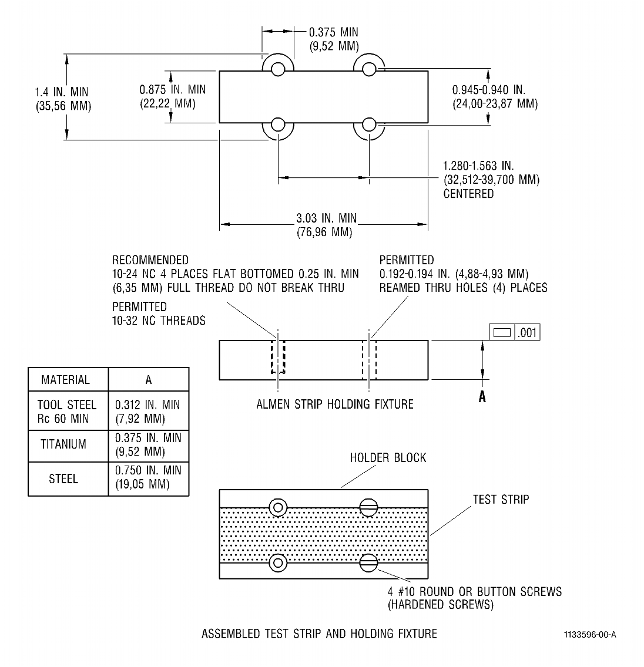 0.375 MIN
(9,52 MM)
1.4 IN. MIN
(35,56 MM)
0.875 IN. MIN
(22,22 MM)
0.945-0.940 IN.
(24,00-23,87 MM)
1.280-1.563 IN.
(32,512-39,700 MM)
CENTERED
3.03 IN. MIN
(76,96 MM)
RECOMMENDED
10-24 NC 4 PLACES FLAT BOTTOMED 0.25 IN. MIN
(6,35 MM) FULL THREAD DO NOT BREAK THRU
PERMITTED
10-32 NC THREADS
PERMITTED
0.192-0.194 IN. (4,88-4,93 MM)
REAMED THRU HOLES (4) PLACES
.001
A
ALMEN STRIP HOLDING FIXTURE
MATERIAL A
TOOL STEEL 0.312 IN. MIN
Rc 60 MIN (7,92 MM)
TITANIUM 0.375 IN. MIN
(9,52 MM)
STEEL 0.750 IN. MIN
(19,05 MM)
HOLDER BLOCK
TEST STRIP
4 #10 ROUND OR BUTTON SCREWS
(HARDENED SCREWS)
ASSEMBLED TEST STRIP AND HOLDING FIXTURE
1133596-00-A